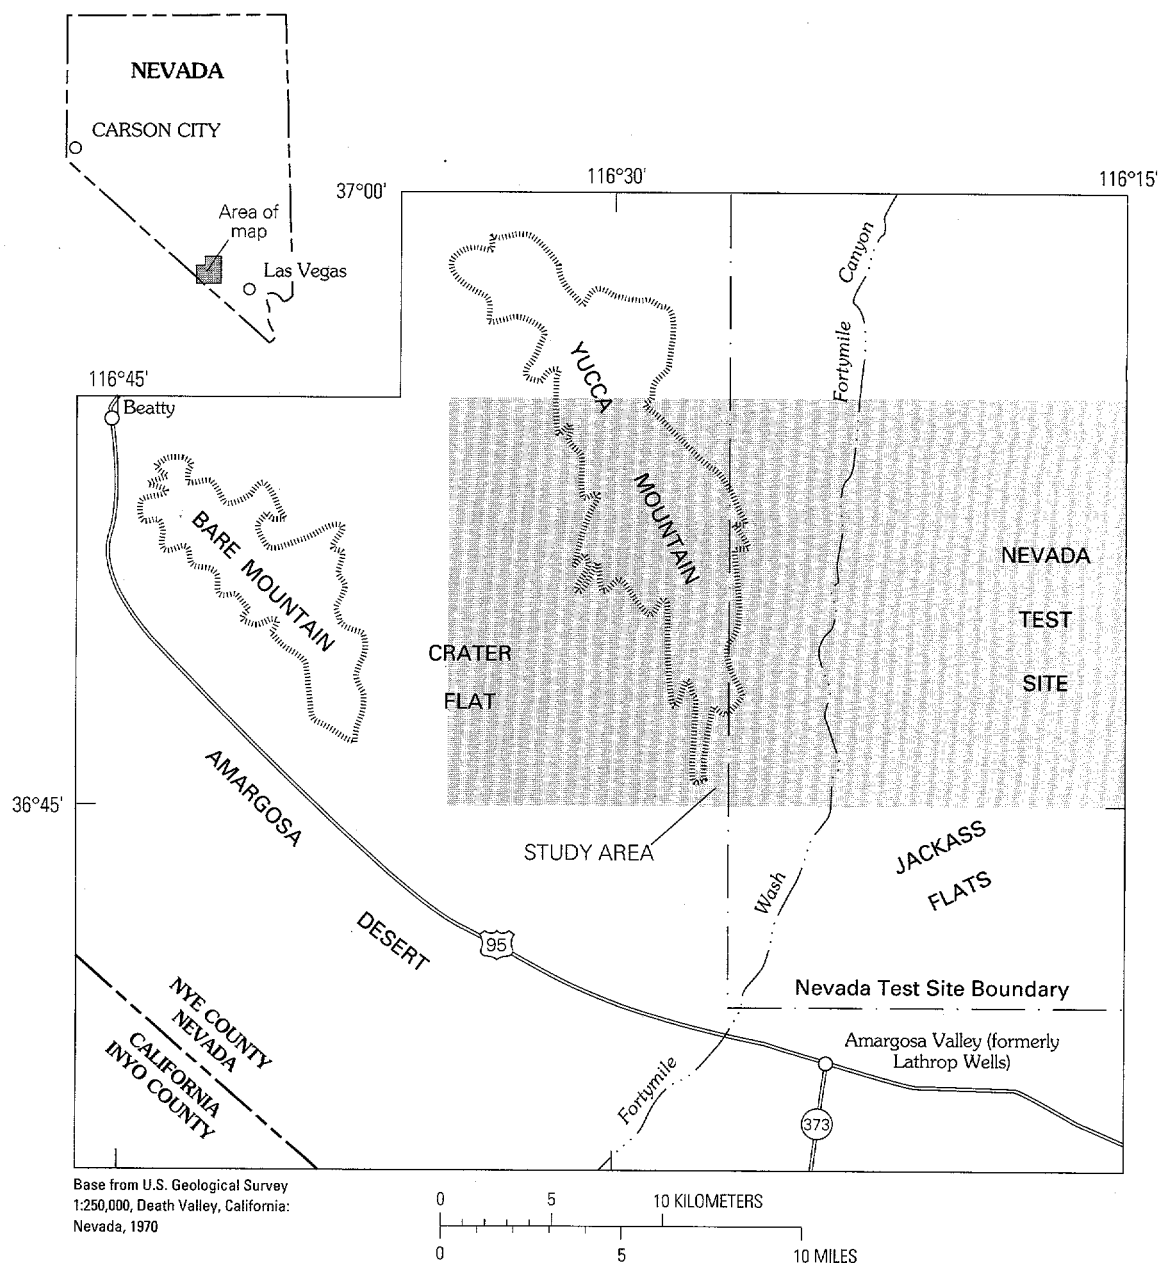 NEVADA
CARSON CITY
Area of
map
Las Vegas
37°00'
116°30'
116°15'
116°45'
Beatty
YUCCA
MOUNTAIN
Fortymile
Canyon
BARE MOUNTAIN
NEVADA
TEST
SITE
CRATER
FLAT
36°45'
AMARGOSA
DESERT
STUDY AREA
JACKASS
FLATS
Wash
95
Nevada Test Site Boundary
NYE COUNTY
NEVADA
CALIFORNIA
INYO COUNTY
Amargosa Valley (formerly
Lathrop Wells)
Fortymile
373
Base from U.S. Geological Survey
1:250,000, Death Valley, California:
Nevada, 1970
0 5 10 KILOMETERS
0 5 10 MILES